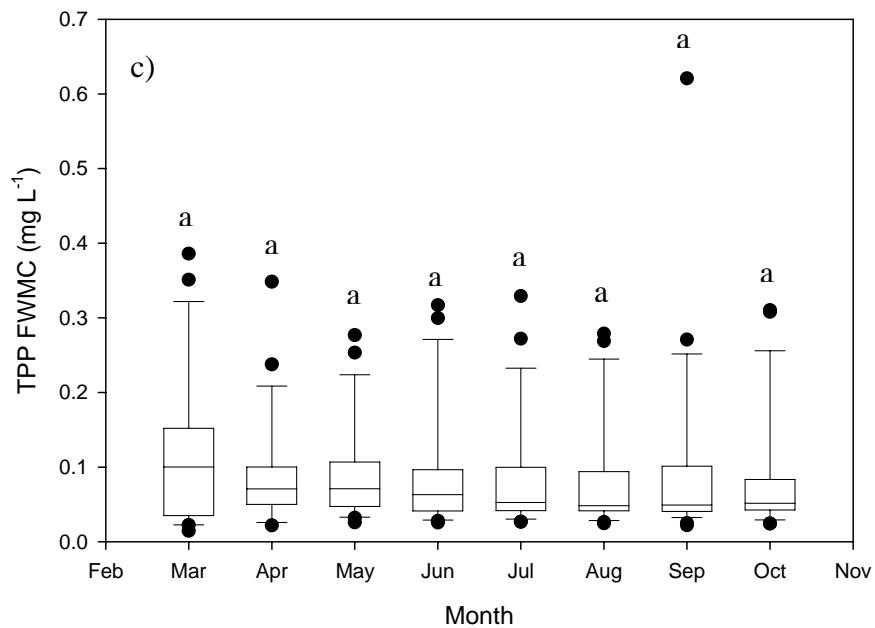 c)
TPP FWMC (mg L⁻¹)
0.7
0.6
0.5
0.4
0.3
0.2
0.1
0.0
a a a a a a a a
Feb Mar Apr May Jun Jul Aug Sep Oct Nov
Month